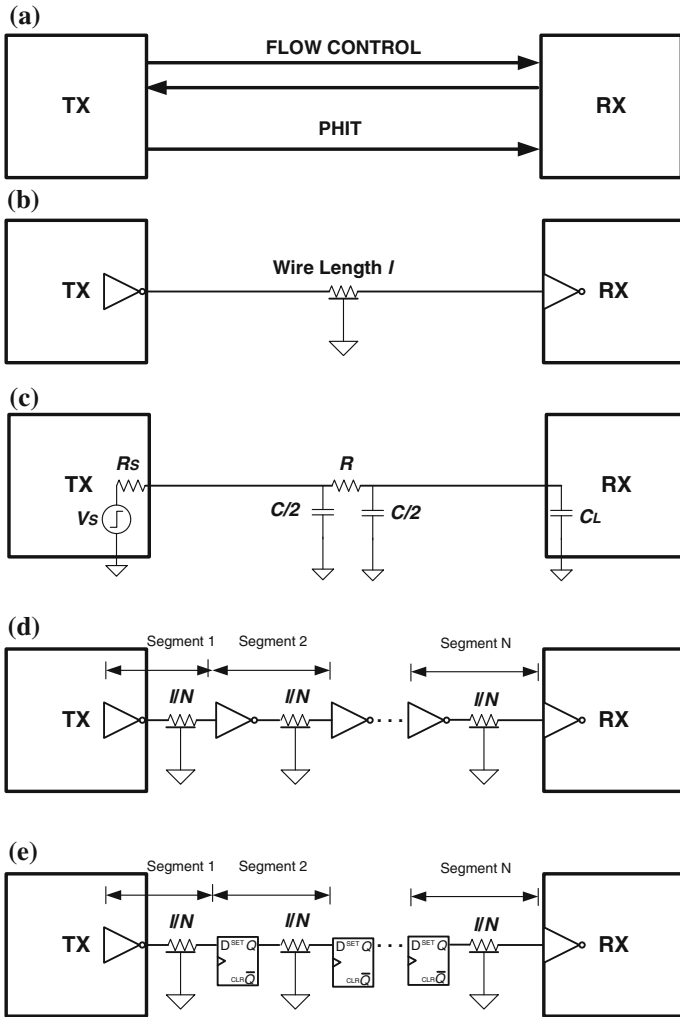 (a)
FLOW CONTROL
TX
RX
PHIT
(b)
Wire Length l
TX
RX
(c)
TX
RS
R
RX
VS
C/2
C/2
CL
(d)
Segment 1
Segment 2
Segment N
l/N
l/N
l/N
TX
. . .
RX
(e)
Segment 1
Segment 2
Segment N
l/N
l/N
l/N
TX
D SET Q
D SET Q
. . .
D SET Q
RX
CLR Q̅
CLR Q̅
CLR Q̅